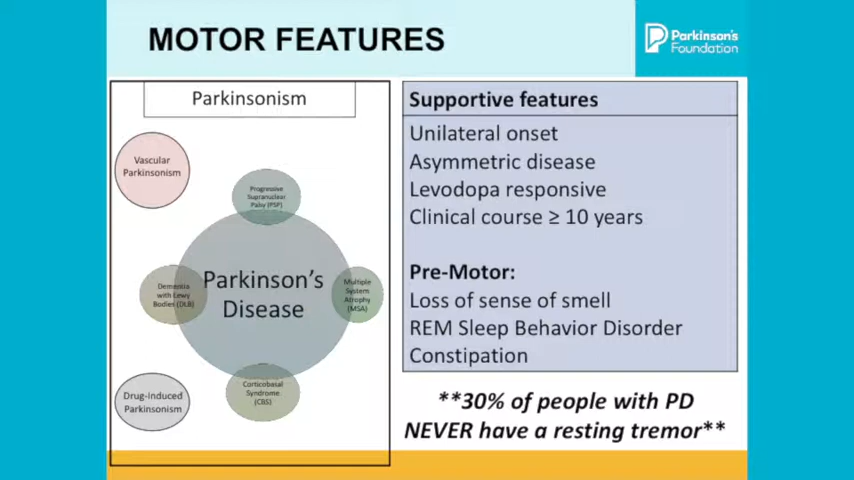 MOTOR FEATURES
Parkinson's
Foundation
Parkinsonism
Vascular
Parkinsonism
Progressive
Supranuclear
Palsy (PSP)
Parkinson's
Disease
Dementia
with Lewy
Bodies (DLB)
Multiple
System
Atrophy
(MSA)
Corticobasal
Syndrome
(CBS)
Drug-induced
Parkinsonism
Supportive features
Unilateral onset
Asymmetric disease
Levodopa responsive
Clinical course ≥ 10 years
Pre-Motor:
Loss of sense of smell
REM Sleep Behavior Disorder
Constipation
**30% of people with PD
NEVER have a resting tremor**